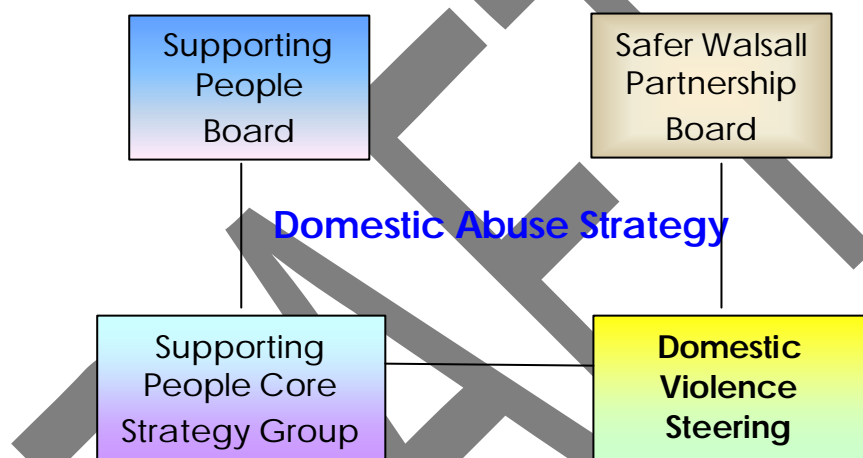 Supporting
People
Board
Safer Walsall
Partnership
Board
Domestic Abuse Strategy
Supporting
People Core
Strategy Group
Domestic
Violence
Steering